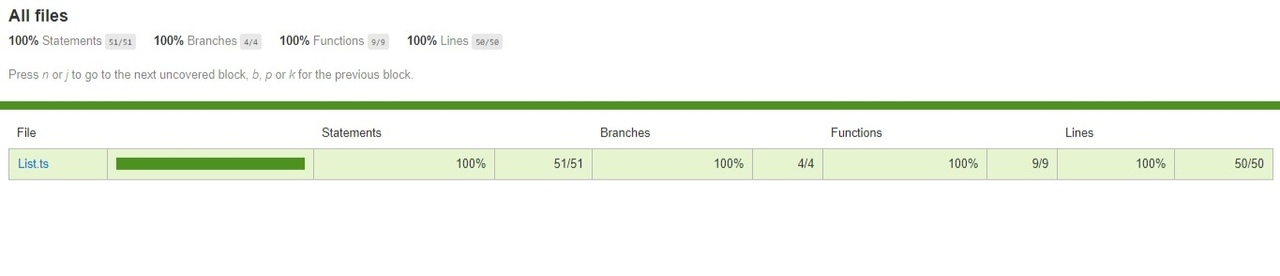 All files
100% Statements 51/51 100% Branches 4/4 100% Functions 9/9 100% Lines 50/50
Press n or j to go to the next uncovered block, b, p or k for the previous block.
File Statements Branches Functions Lines
List.ts 100% 51/51 100% 4/4 100% 9/9 100% 50/50